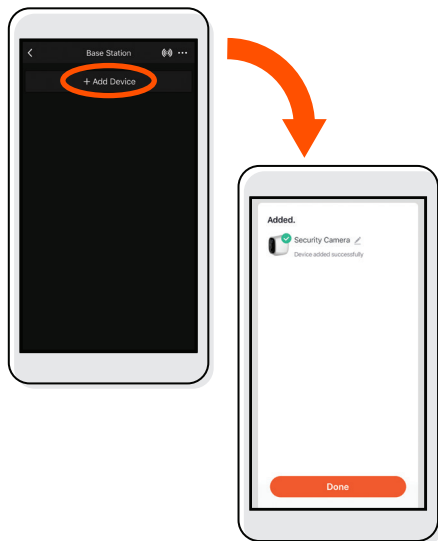 Base Station
+ Add Device
Added.
Security Camera
Device added successfully
Done